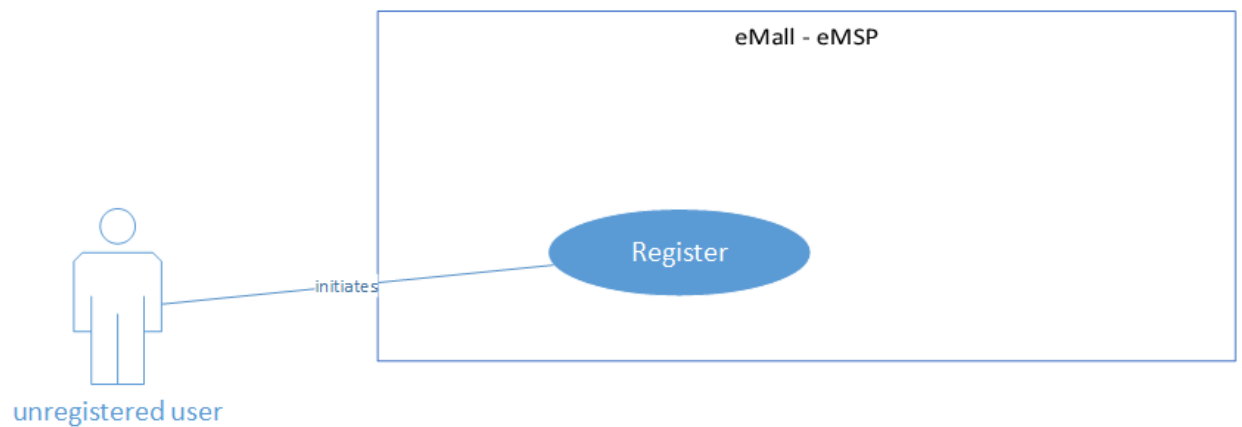 eMall - eMSP
Register
initiates
unregistered user